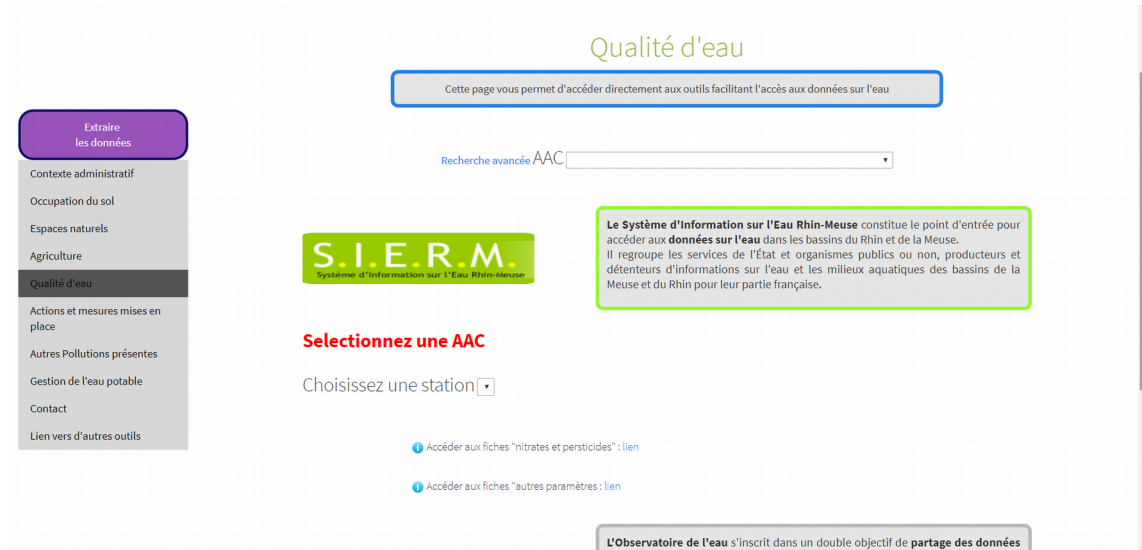 Qualité d'eau
Cette page vous permet d'accéder directement aux outils facilitant l'accès aux données sur l'eau
Extraire
les données
Contexte administratif
Occupation du sol
Espaces naturels
Agriculture
Qualité d'eau
Actions et mesures mises en
place
Autres Pollutions présentes
Gestion de l'eau potable
Contact
Lien vers d'autres outils
Recherche avancée AAC
S.I.E.R.M.
Système d'Information sur l'Eau Rhin-Meuse
Le Système d'Information sur l'Eau Rhin-Meuse constitue le point d'entrée pour
accéder aux données sur l'eau dans les bassins du Rhin et de la Meuse.
Il regroupe les services de l'État et organismes publics ou non, producteurs et
détenteurs d'informations sur l'eau et les milieux aquatiques des bassins de la
Meuse et du Rhin pour leur partie française.
Selectionnez une AAC
Choisissez une station
Accéder aux fiches "nitrates et persticides" : lien
Accéder aux fiches "autres paramètres : lien
L'Observatoire de l'eau s'inscrit dans un double objectif de partage des données